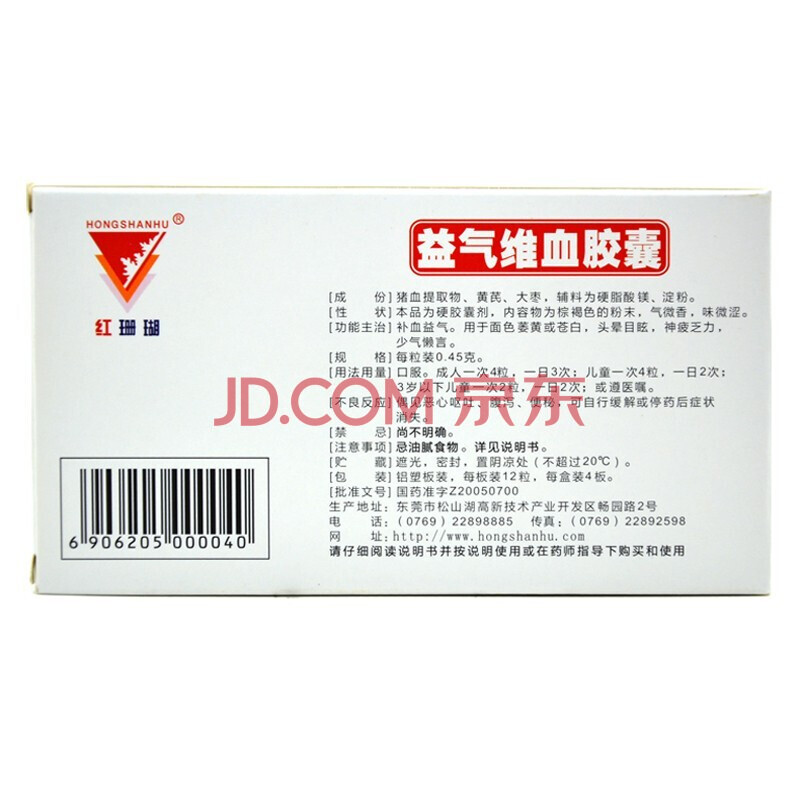 HONGSHANHU®
红珊瑚
益气维血胶囊
[成 份] 猪血提取物、黄芪、大枣，辅料为硬脂酸镁、淀粉。
[性 状] 本品为硬胶囊剂，内容物为棕褐色的粉末，气微香，味微涩。
[功能主治] 补血益气。用于面色萎黄或苍白，头晕目眩，神疲乏力，
少气懒言。
[规 格] 每粒装0.45克。
[用法用量] 口服。成人一次4粒，一日3次；儿童一次4粒，一日2次；
3岁以下儿童一次2粒，一日2次；或遵医嘱。
[不良反应] 偶见恶心呕吐、腹泻、便秘，可自行缓解或停药后症状
消失。
[禁 忌] 尚不明确。
[注意事项] 忌油腻食物。详见说明书。
[贮 藏] 遮光，密封，置阴凉处（不超过20℃）。
[包 装] 铝塑板装，每板装12粒，每盒装4板。
[批准文号] 国药准字Z20050700
生产地址：东莞市松山湖高新技术产业开发区畅园路2号
电 话：(0769) 22898885 传真：(0769) 22892598
网 址：http://www.hongshanhu.com
请仔细阅读说明书并按说明使用或在药师指导下购买和使用
6 906205 000040
JD.COM 京东